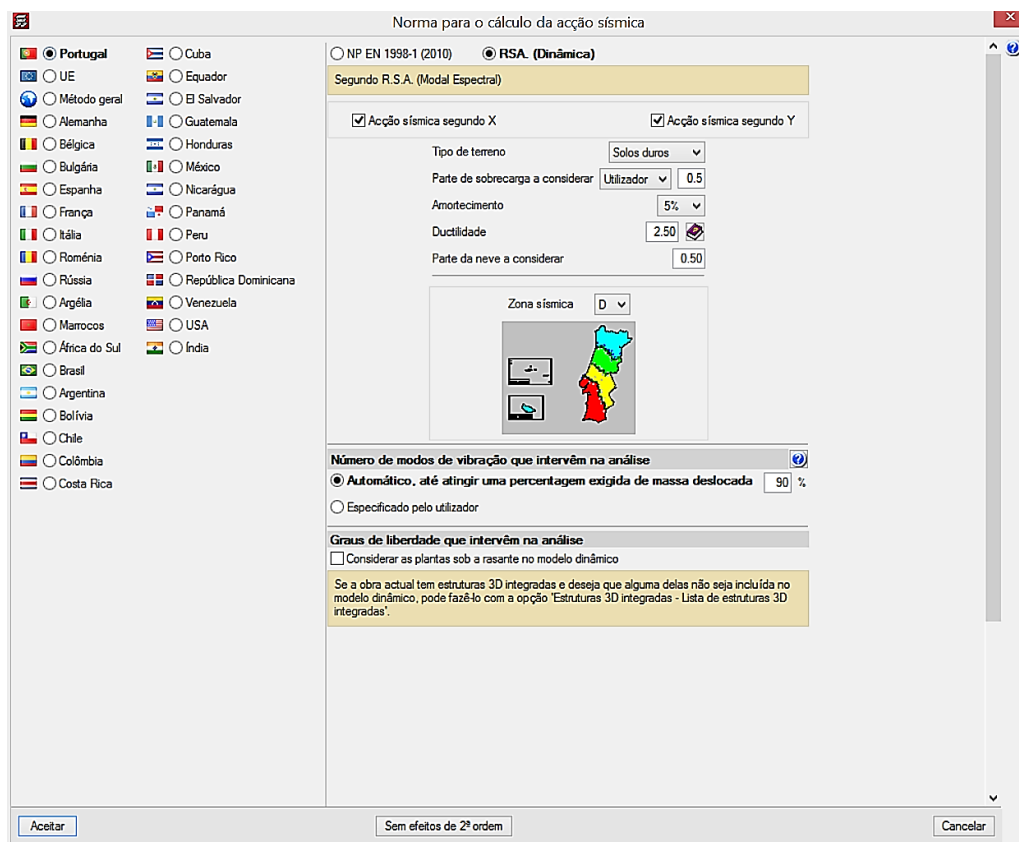 Norma para o cálculo da acção sísmica
Portugal
UE
Método geral
Alemanha
Bélgica
Bulgária
Espanha
França
Itália
Roménia
Rússia
Argélia
Marrocos
África do Sul
Brasil
Argentina
Bolívia
Chile
Colômbia
Costa Rica
Cuba
Equador
El Salvador
Guatemala
Honduras
México
Nicarágua
Panamá
Peru
Porto Rico
República Dominicana
Venezuela
USA
Índia
NP EN 1998-1 (2010) RSA. (Dinâmica)
Segundo R.S.A. (Modal Espectral)
Acção sísmica segundo X Acção sísmica segundo Y
Tipo de terreno Solos duros
Parte de sobrecarga a considerar Utilizador 0.5
Amortecimento 5%
Ductilidade 2.50
Parte da neve a considerar 0.50
Zona sísmica D
Número de modos de vibração que intervêm na análise
Automático, até atingir uma percentagem exigida de massa deslocada 90 %
Especificado pelo utilizador
Graus de liberdade que intervêm na análise
Considerar as plantas sob a rasante no modelo dinâmico
Se a obra actual tem estruturas 3D integradas e deseja que alguma delas não seja incluída no
modelo dinâmico, pode fazê-lo com a opção 'Estruturas 3D integradas - Lista de estruturas 3D
integradas'.
Aceitar Sem efeitos de 2ª ordem Cancelar